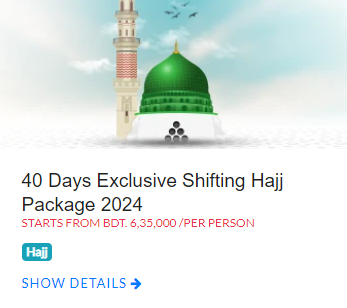 40 Days Exclusive Shifting Hajj
Package 2024
STARTS FROM BDT. 6,35,000 /PER PERSON
Hajj
SHOW DETAILS →